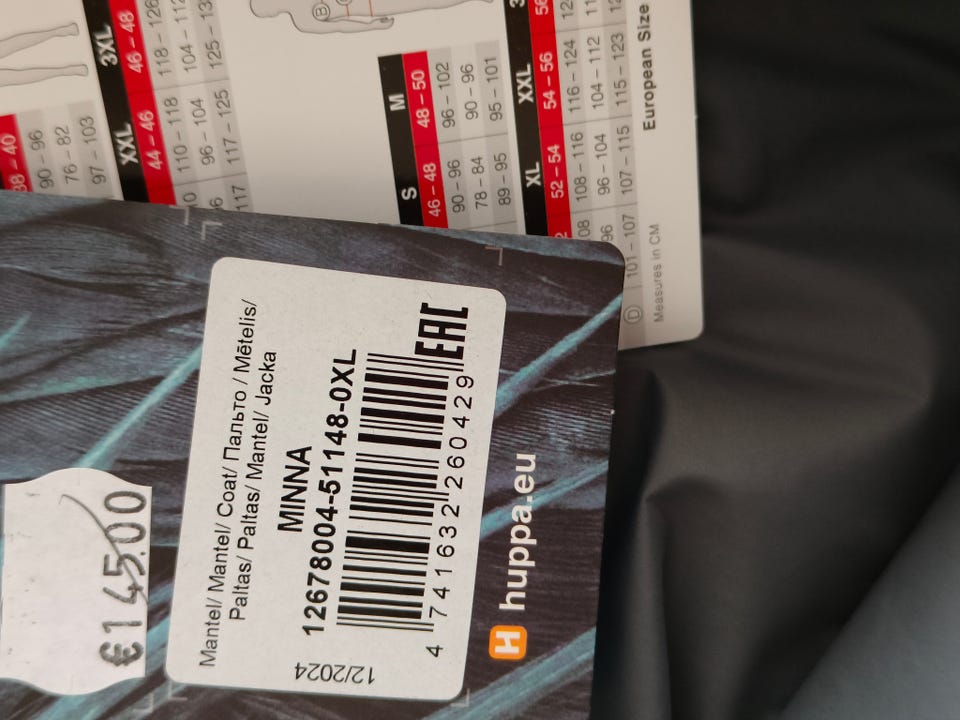 90 – 96
76 – 82
97 – 103
XXL 3XL
44 – 46 46 – 48
110 – 118 118 – 126
96 – 104
117 – 125
B
S M
46 – 48 48 – 50
90 – 96 96 – 102
78 – 84 90 – 96
89 – 95 95 – 101
XL XXL
52 – 54 54 – 56
108 – 116 116 – 124
96 – 104 104 – 112
D 101 – 107 107 – 115 115 – 123
Measures in CM European Size
€145.00
Mantel/ Mantel/ Coat/ Пальто / Mētelis/
Paltas/ Paltas/ Mantel/ Jacka
MINNA
12678004-51148-0XL
4 741632 260429
EAC
12/2024
H huppa.eu